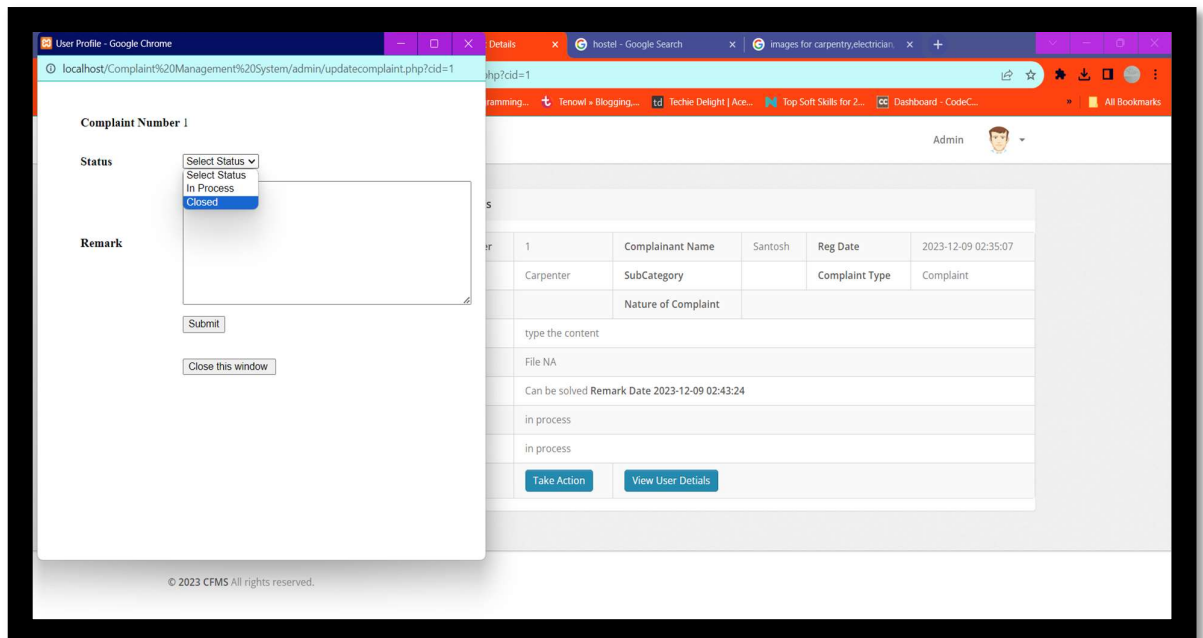 User Profile - Google Chrome
localhost/Complaint%20Management%20System/admin/updatecomplaint.php?cid=1
Complaint Number 1
Status
Select Status
Select Status
In Process
Closed
Remark
Submit
Close this window
Details
hostel - Google Search
images for carpentry,electrician,
hp?cid=1
ramming...
Tenowl » Blogging,...
td Techie Delight | Ace...
Top Soft Skills for 2...
CC Dashboard - CodeC...
»
All Bookmarks
Admin
s
er 1 Complainant Name Santosh Reg Date 2023-12-09 02:35:07
Carpenter SubCategory Complaint Type Complaint
Nature of Complaint
type the content
File NA
Can be solved Remark Date 2023-12-09 02:43:24
in process
in process
Take Action View User Detials
© 2023 CFMS All rights reserved.